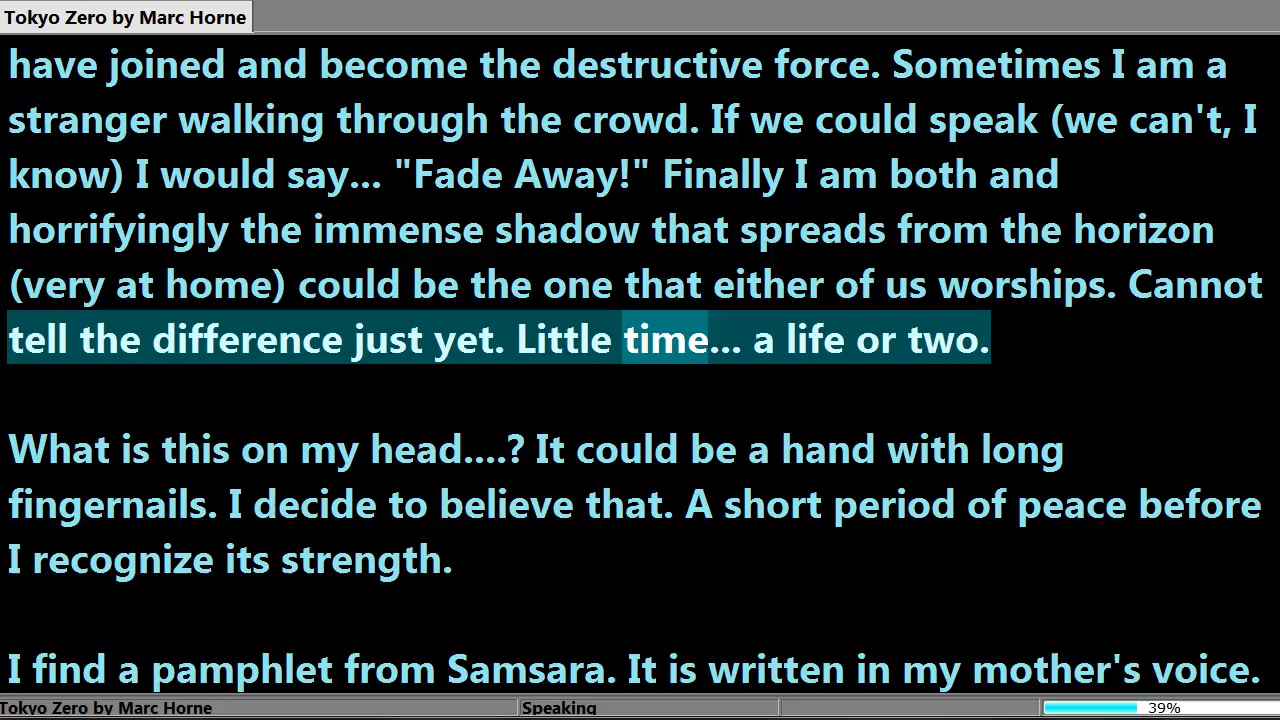 Tokyo Zero by Marc Horne
have joined and become the destructive force. Sometimes I am a
stranger walking through the crowd. If we could speak (we can't, I
know) I would say... "Fade Away!" Finally I am both and
horrifyingly the immense shadow that spreads from the horizon
(very at home) could be the one that either of us worships. Cannot
tell the difference just yet. Little time... a life or two.
What is this on my head....? It could be a hand with long
fingernails. I decide to believe that. A short period of peace before
I recognize its strength.
I find a pamphlet from Samsara. It is written in my mother's voice.
Tokyo Zero by Marc Horne Speaking 39%